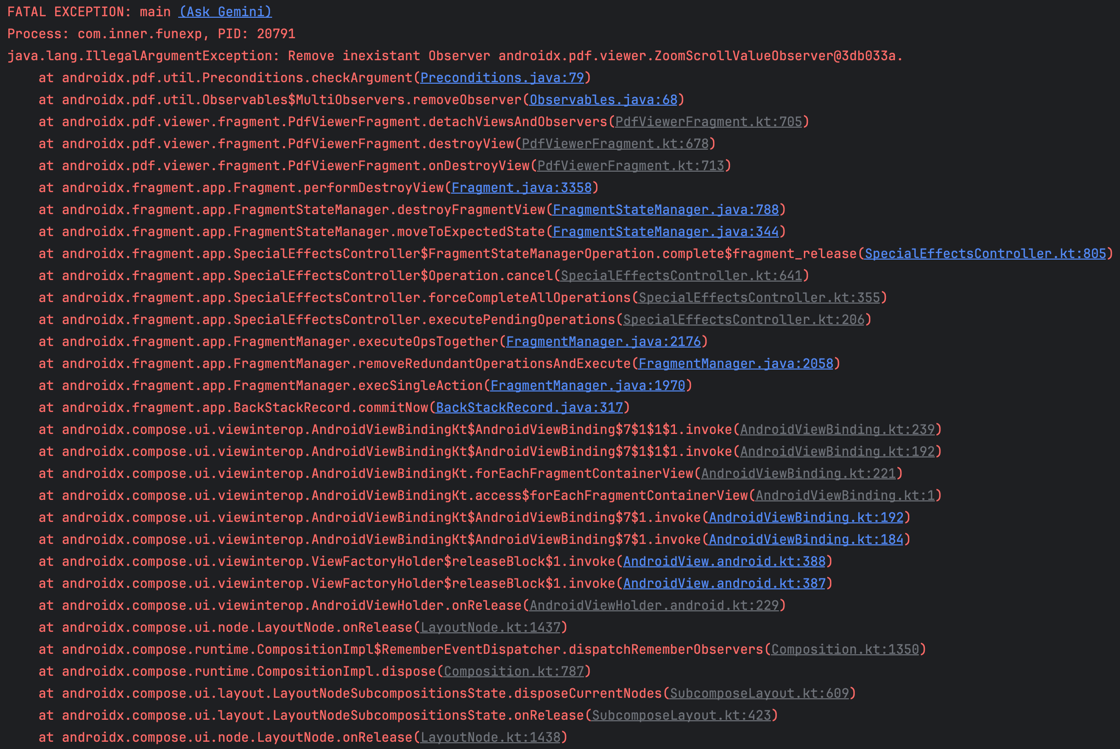 FATAL EXCEPTION: main (Ask Gemini)
Process: com.inner.funexp, PID: 20791
java.lang.IllegalArgumentException: Remove inexistant Observer androidx.pdf.viewer.ZoomScrollValueObserver@3db033a.
    at androidx.pdf.util.Preconditions.checkArgument(Preconditions.java:79)
    at androidx.pdf.util.Observables$MultiObservers.removeObserver(Observables.java:68)
    at androidx.pdf.viewer.fragment.PdfViewerFragment.detachViewsAndObservers(PdfViewerFragment.kt:705)
    at androidx.pdf.viewer.fragment.PdfViewerFragment.destroyView(PdfViewerFragment.kt:678)
    at androidx.pdf.viewer.fragment.PdfViewerFragment.onDestroyView(PdfViewerFragment.kt:713)
    at androidx.fragment.app.Fragment.performDestroyView(Fragment.java:3358)
    at androidx.fragment.app.FragmentStateManager.destroyFragmentView(FragmentStateManager.java:788)
    at androidx.fragment.app.FragmentStateManager.moveToExpectedState(FragmentStateManager.java:344)
    at androidx.fragment.app.SpecialEffectsController$FragmentStateManagerOperation.complete$fragment_release(SpecialEffectsController.kt:805)
    at androidx.fragment.app.SpecialEffectsController$Operation.cancel(SpecialEffectsController.kt:641)
    at androidx.fragment.app.SpecialEffectsController.forceCompleteAllOperations(SpecialEffectsController.kt:355)
    at androidx.fragment.app.SpecialEffectsController.executePendingOperations(SpecialEffectsController.kt:206)
    at androidx.fragment.app.FragmentManager.executeOpsTogether(FragmentManager.java:2176)
    at androidx.fragment.app.FragmentManager.removeRedundantOperationsAndExecute(FragmentManager.java:2058)
    at androidx.fragment.app.FragmentManager.execSingleAction(FragmentManager.java:1970)
    at androidx.fragment.app.BackStackRecord.commitNow(BackStackRecord.java:317)
    at androidx.compose.ui.viewinterop.AndroidViewBindingKt$AndroidViewBinding$7$1$1$1.invoke(AndroidViewBinding.kt:239)
    at androidx.compose.ui.viewinterop.AndroidViewBindingKt$AndroidViewBinding$7$1$1$1.invoke(AndroidViewBinding.kt:192)
    at androidx.compose.ui.viewinterop.AndroidViewBindingKt.forEachFragmentContainerView(AndroidViewBinding.kt:221)
    at androidx.compose.ui.viewinterop.AndroidViewBindingKt.access$forEachFragmentContainerView(AndroidViewBinding.kt:1)
    at androidx.compose.ui.viewinterop.AndroidViewBindingKt$AndroidViewBinding$7$1.invoke(AndroidViewBinding.kt:192)
    at androidx.compose.ui.viewinterop.AndroidViewBindingKt$AndroidViewBinding$7$1.invoke(AndroidViewBinding.kt:184)
    at androidx.compose.ui.viewinterop.ViewFactoryHolder$releaseBlock$1.invoke(AndroidView.android.kt:388)
    at androidx.compose.ui.viewinterop.ViewFactoryHolder$releaseBlock$1.invoke(AndroidView.android.kt:387)
    at androidx.compose.ui.viewinterop.AndroidViewHolder.onRelease(AndroidViewHolder.android.kt:229)
    at androidx.compose.ui.node.LayoutNode.onRelease(LayoutNode.kt:1437)
    at androidx.compose.runtime.CompositionImpl$RememberEventDispatcher.dispatchRememberObservers(Composition.kt:1350)
    at androidx.compose.runtime.CompositionImpl.dispose(Composition.kt:787)
    at androidx.compose.ui.layout.LayoutNodeSubcompositionsState.disposeCurrentNodes(SubcomposeLayout.kt:609)
    at androidx.compose.ui.layout.LayoutNodeSubcompositionsState.onRelease(SubcomposeLayout.kt:423)
    at androidx.compose.ui.node.LayoutNode.onRelease(LayoutNode.kt:1438)